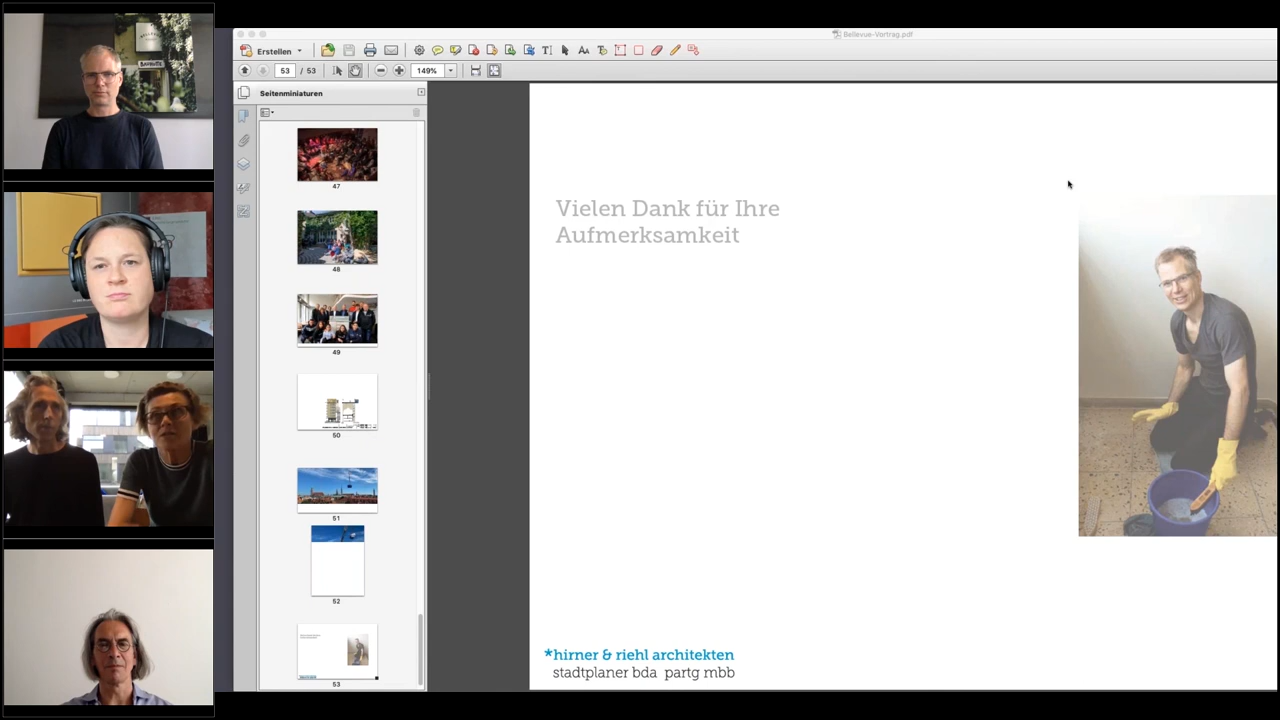 Bellevue-Vortrag.pdf
Erstellen
53 / 53
149%
Seitenminiaturen
47
48
49
50
51
52
53
Vielen Dank für Ihre
Aufmerksamkeit
*hirner & riehl architekten
stadtplaner bda partg mbb